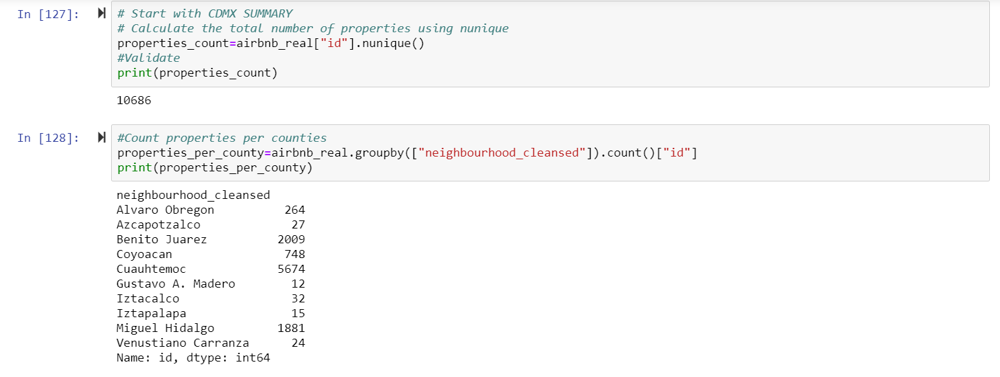 In [127]:
# Start with CDMX SUMMARY
# Calculate the total number of properties using nunique
properties_count=airbnb_real["id"].nunique()
#Validate
print(properties_count)
10686
In [128]:
#Count properties per counties
properties_per_county=airbnb_real.groupby(["neighbourhood_cleansed"]).count()["id"]
print(properties_per_county)
neighbourhood_cleansed
Alvaro Obregon 264
Azcapotzalco 27
Benito Juarez 2009
Coyoacan 748
Cuauhtemoc 5674
Gustavo A. Madero 12
Iztacalco 32
Iztapalapa 15
Miguel Hidalgo 1881
Venustiano Carranza 24
Name: id, dtype: int64